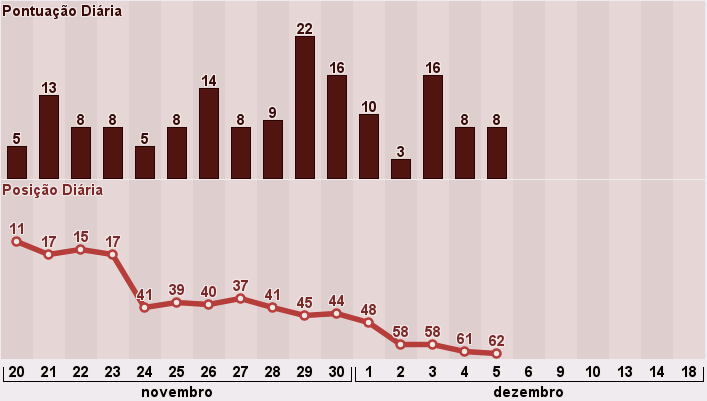 Pontuação Diária
5 13 8 8 5 8 14 8 9 22 16 10 3 16 8 8
Posição Diária
11 17 15 17 41 39 40 37 41 45 44 48 58 58 61 62
20 21 22 23 24 25 26 27 28 29 30 1 2 3 4 5 6 9 10 13 14 18
novembro dezembro